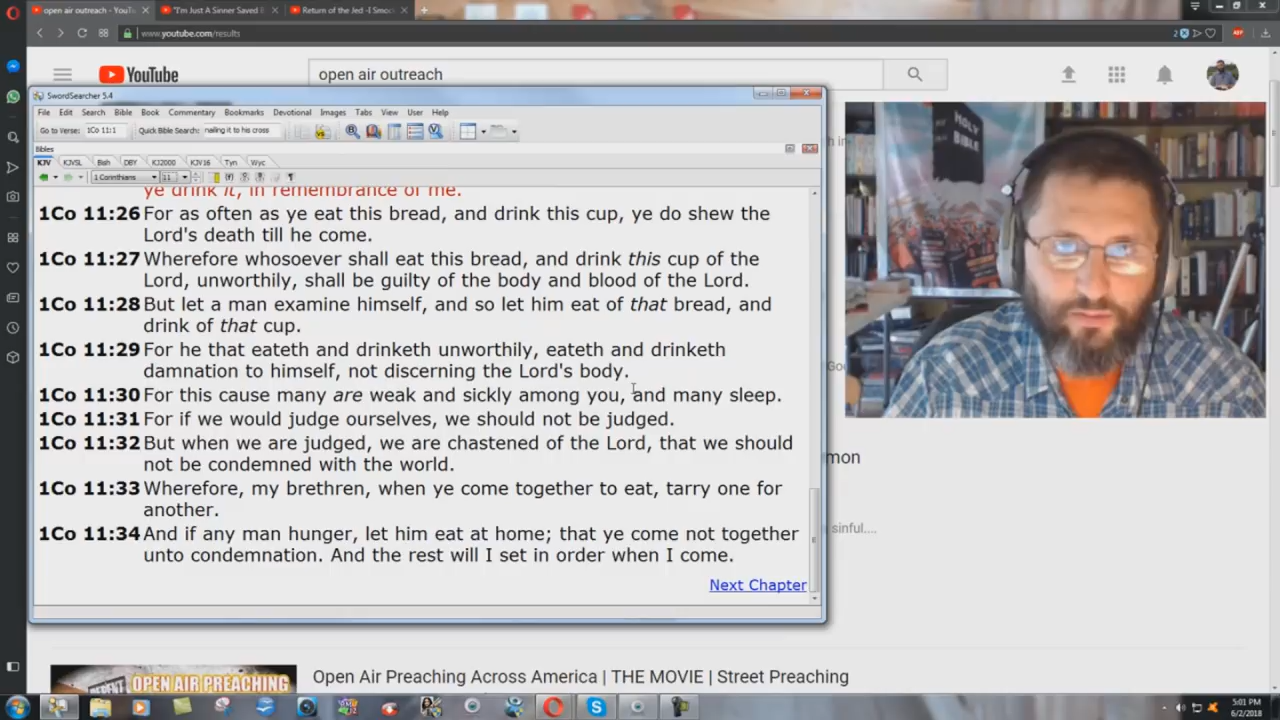 open air outreach - YouT
"I'm Just A Sinner Saved B
Return of the Jed -I Smoc
www.youtube.com/results
2
ABP
YouTube
open air outreach
SwordSearcher 5.4
File Edit Search Bible Book Commentary Bookmarks Devotional Images Tabs View User Help
Go to Verse: 1Co 11:1 Quick Bible Search: nailing it to his cross
Bibles
KJV KJVSL Bish DBY KJ2000 KJV16 Tyn Wyc
1 Corinthians 11
HOLY BIBLE
ye drink it, in remembrance of me.
1Co 11:26 For as often as ye eat this bread, and drink this cup, ye do shew the
Lord's death till he come.
1Co 11:27 Wherefore whosoever shall eat this bread, and drink this cup of the
Lord, unworthily, shall be guilty of the body and blood of the Lord.
1Co 11:28 But let a man examine himself, and so let him eat of that bread, and
drink of that cup.
1Co 11:29 For he that eateth and drinketh unworthily, eateth and drinketh
damnation to himself, not discerning the Lord's body.
1Co 11:30 For this cause many are weak and sickly among you, and many sleep.
1Co 11:31 For if we would judge ourselves, we should not be judged.
1Co 11:32 But when we are judged, we are chastened of the Lord, that we should
not be condemned with the world.
1Co 11:33 Wherefore, my brethren, when ye come together to eat, tarry one for
another.
1Co 11:34 And if any man hunger, let him eat at home; that ye come not together
unto condemnation. And the rest will I set in order when I come.
Next Chapter
mon
sinful....
OPEN AIR PREACHING
Open Air Preaching Across America | THE MOVIE | Street Preaching
5:01 PM
6/2/2018